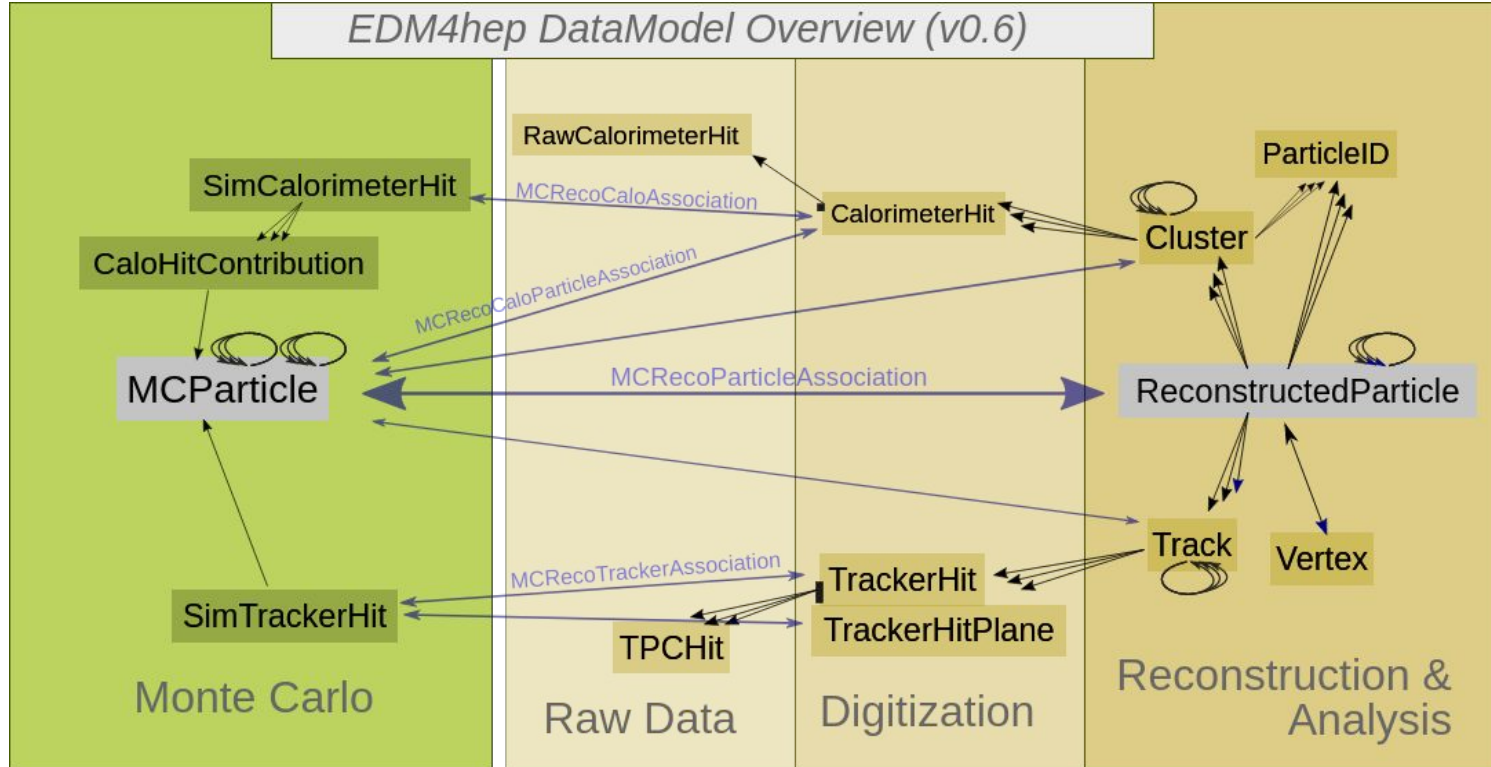 EDM4hep DataModel Overview (v0.6)
RawCalorimeterHit
ParticleID
SimCalorimeterHit
MCRecoCaloAssociation
CalorimeterHit
Cluster
CaloHitContribution
MCRecoCaloParticleAssociation
MCParticle
MCRecoParticleAssociation
ReconstructedParticle
MCRecoTrackerAssociation
Track
Vertex
SimTrackerHit
TrackerHit
TrackerHitPlane
TPCHit
Monte Carlo
Raw Data
Digitization
Reconstruction &
Analysis